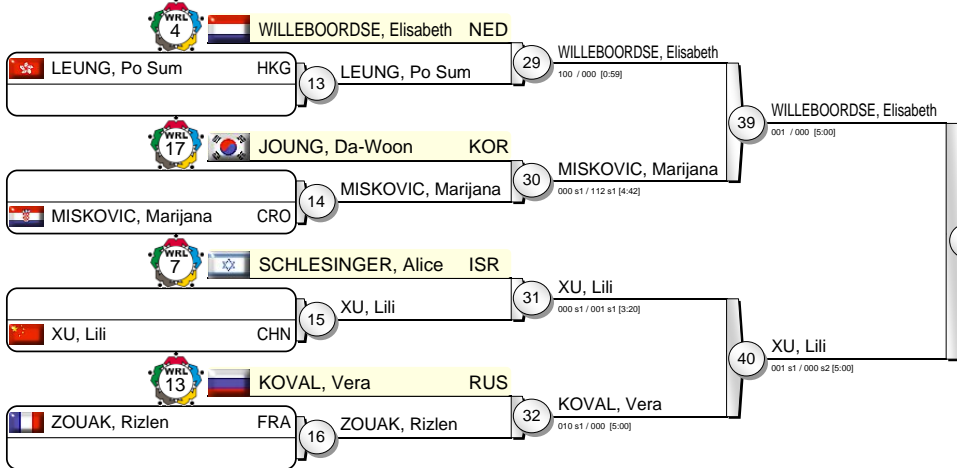 WRL
4
WILLEBOORDSE, Elisabeth NED
LEUNG, Po Sum HKG
13
LEUNG, Po Sum
29
WILLEBOORDSE, Elisabeth
100 / 000 [0:59]
WRL
17
JOUNG, Da-Woon KOR
MISKOVIC, Marijana CRO
14
MISKOVIC, Marijana
30
MISKOVIC, Marijana
000 s1 / 112 s1 [4:42]
39
WILLEBOORDSE, Elisabeth
001 / 000 [5:00]
WRL
7
SCHLESINGER, Alice ISR
XU, Lili CHN
15
XU, Lili
31
XU, Lili
000 s1 / 001 s1 [3:20]
WRL
13
KOVAL, Vera RUS
ZOUAK, Rizlen FRA
16
ZOUAK, Rizlen
32
KOVAL, Vera
010 s1 / 000 [5:00]
40
XU, Lili
001 s1 / 000 s2 [5:00]